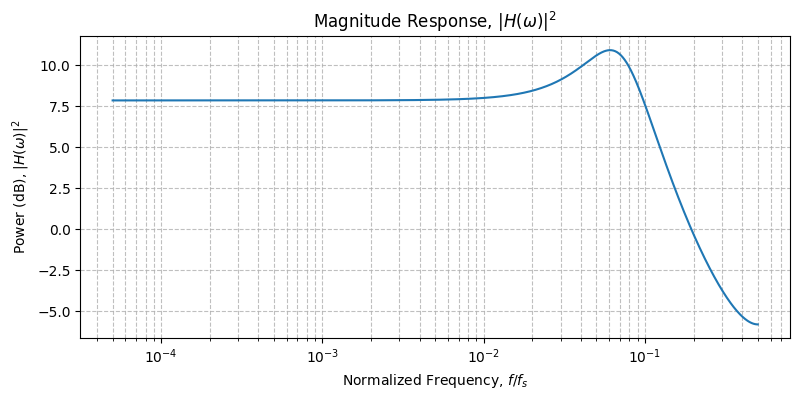 Magnitude Response, |H(ω)|²
Power (dB), |H(ω)|²
10.0
7.5
5.0
2.5
0.0
−2.5
−5.0
10⁻⁴ 10⁻³ 10⁻² 10⁻¹
Normalized Frequency, f/fₛ